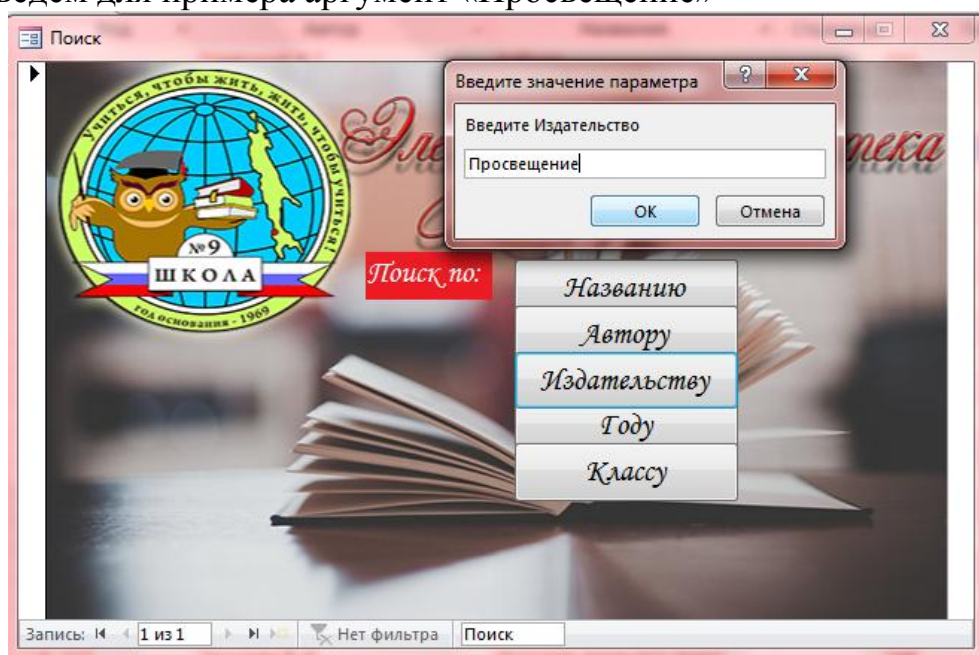 ведем для примера аргумент «Просвещение»
Поиск
Введите значение параметра
Введите Издательство
Просвещение
ОК
Отмена
Учиться, чтобы жить, жить, чтобы учиться!
№9
ШКОЛА
год основания - 1969
Поиск по:
Названию
Автору
Издательству
Году
Классу
Запись:
1 из 1
Нет фильтра
Поиск